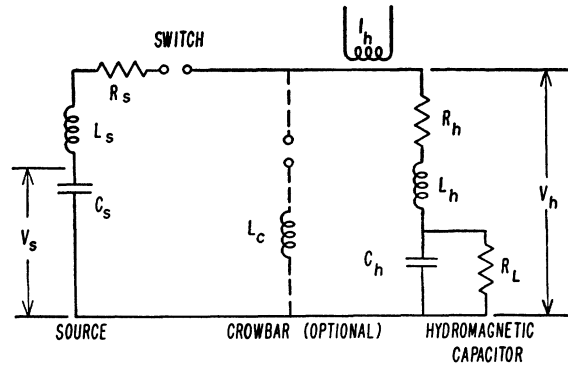 I_h
SWITCH
R_s
R_h
L_s
L_h
V_h
C_s
V_s
L_c
C_h
R_L
SOURCE
CROWBAR (OPTIONAL)
HYDROMAGNETIC
CAPACITOR